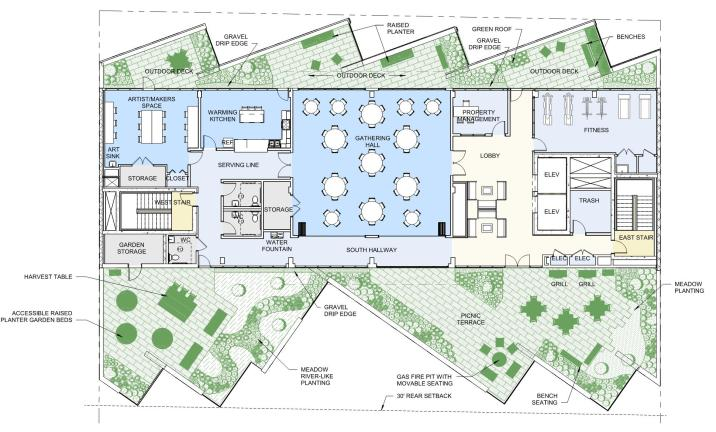 RAISED
PLANTER
GRAVEL
DRIP EDGE
GREEN ROOF
GRAVEL
DRIP EDGE
BENCHES
OUTDOOR DECK
OUTDOOR DECK
OUTDOOR DECK
ARTIST/MAKERS
SPACE
WARMING
KITCHEN
REF
ART
SINK
STORAGE
CLOSET
SERVING LINE
GATHERING
HALL
PROPERTY
MANAGEMENT
LOBBY
FITNESS
ELEV
ELEV
TRASH
WEST STAIR
STORAGE
EAST STAIR
GARDEN
STORAGE
WC
WATER
FOUNTAIN
SOUTH HALLWAY
ELEC
ELEC
HARVEST TABLE
ACCESSIBLE RAISED
PLANTER GARDEN BEDS
GRAVEL
DRIP EDGE
GRILL
GRILL
MEADOW
PLANTING
PICNIC
TERRACE
MEADOW
RIVER-LIKE
PLANTING
GAS FIRE PIT WITH
MOVABLE SEATING
BENCH
SEATING
30' REAR SETBACK